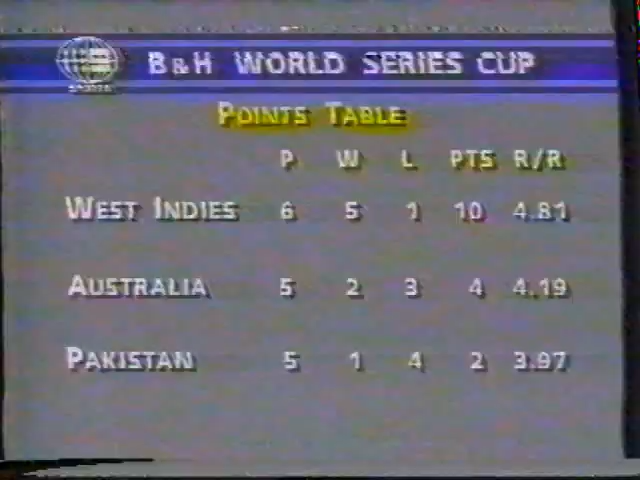 B&H WORLD SERIES CUP
SPORTS
POINTS TABLE
P W L PTS R/R
WEST INDIES 6 5 1 10 4.81
AUSTRALIA 5 2 3 4 4.19
PAKISTAN 5 1 4 2 3.97